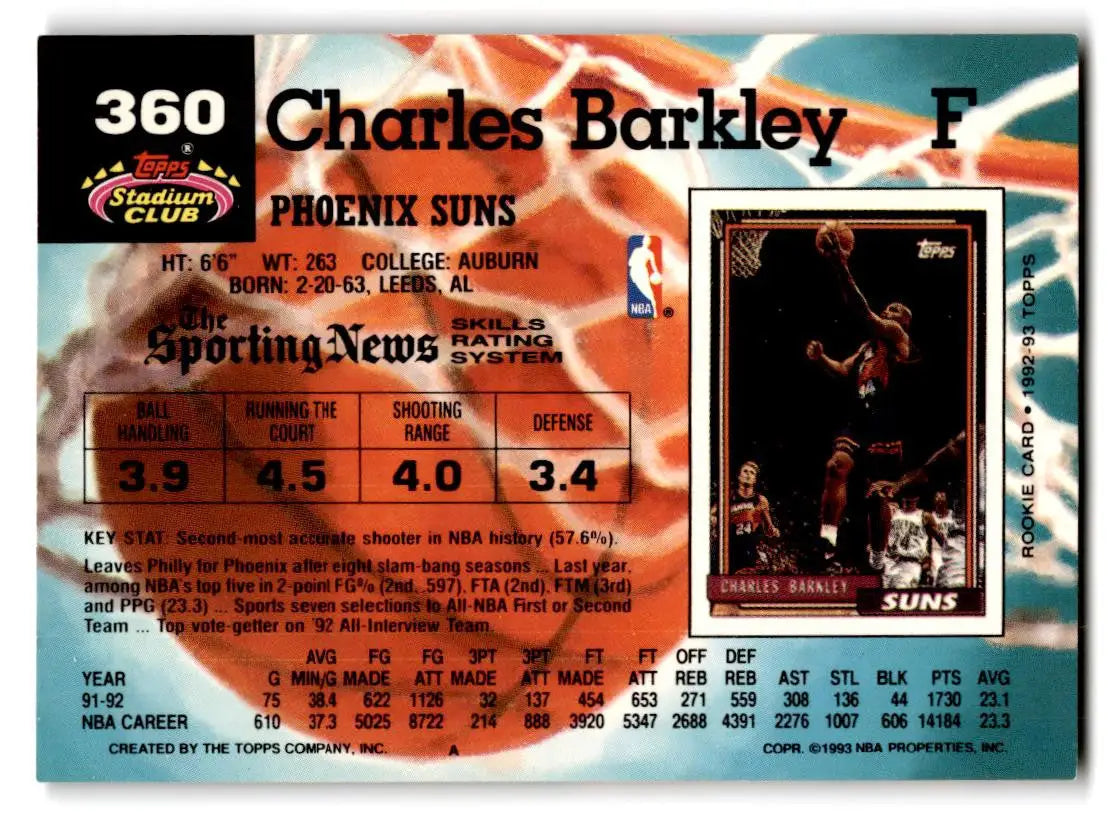 360
Charles Barkley F
TOPPS ®
Stadium
CLUB
PHOENIX SUNS
HT: 6'6" WT: 263 COLLEGE: AUBURN
BORN: 2-20-63, LEEDS, AL
NBA ®
The
Sporting News
SKILLS
RATING
SYSTEM
BALL HANDLING RUNNING THE COURT SHOOTING RANGE DEFENSE
3.9 4.5 4.0 3.4
KEY STAT: Second-most accurate shooter in NBA history (57.6%).
Leaves Philly for Phoenix after eight slam-bang seasons ... Last year,
among NBA's top five in 2-point FG% (2nd, .597), FTA (2nd), FTM (3rd)
and PPG (23.3) ... Sports seven selections to All-NBA First or Second
Team ... Top vote-getter on '92 All-Interview Team.
TOPPS
CHARLES BARKLEY
SUNS
ROOKIE CARD • 1992-93 TOPPS
AVG FG FG 3PT 3PT FT FT OFF DEF
YEAR G MIN/G MADE ATT MADE ATT MADE ATT REB REB AST STL BLK PTS AVG
91-92 75 38.4 622 1126 32 137 454 653 271 559 308 136 44 1730 23.1
NBA CAREER 610 37.3 5025 8722 214 888 3920 5347 2688 4391 2276 1007 606 14184 23.3
CREATED BY THE TOPPS COMPANY, INC. A COPR. ©1993 NBA PROPERTIES, INC.